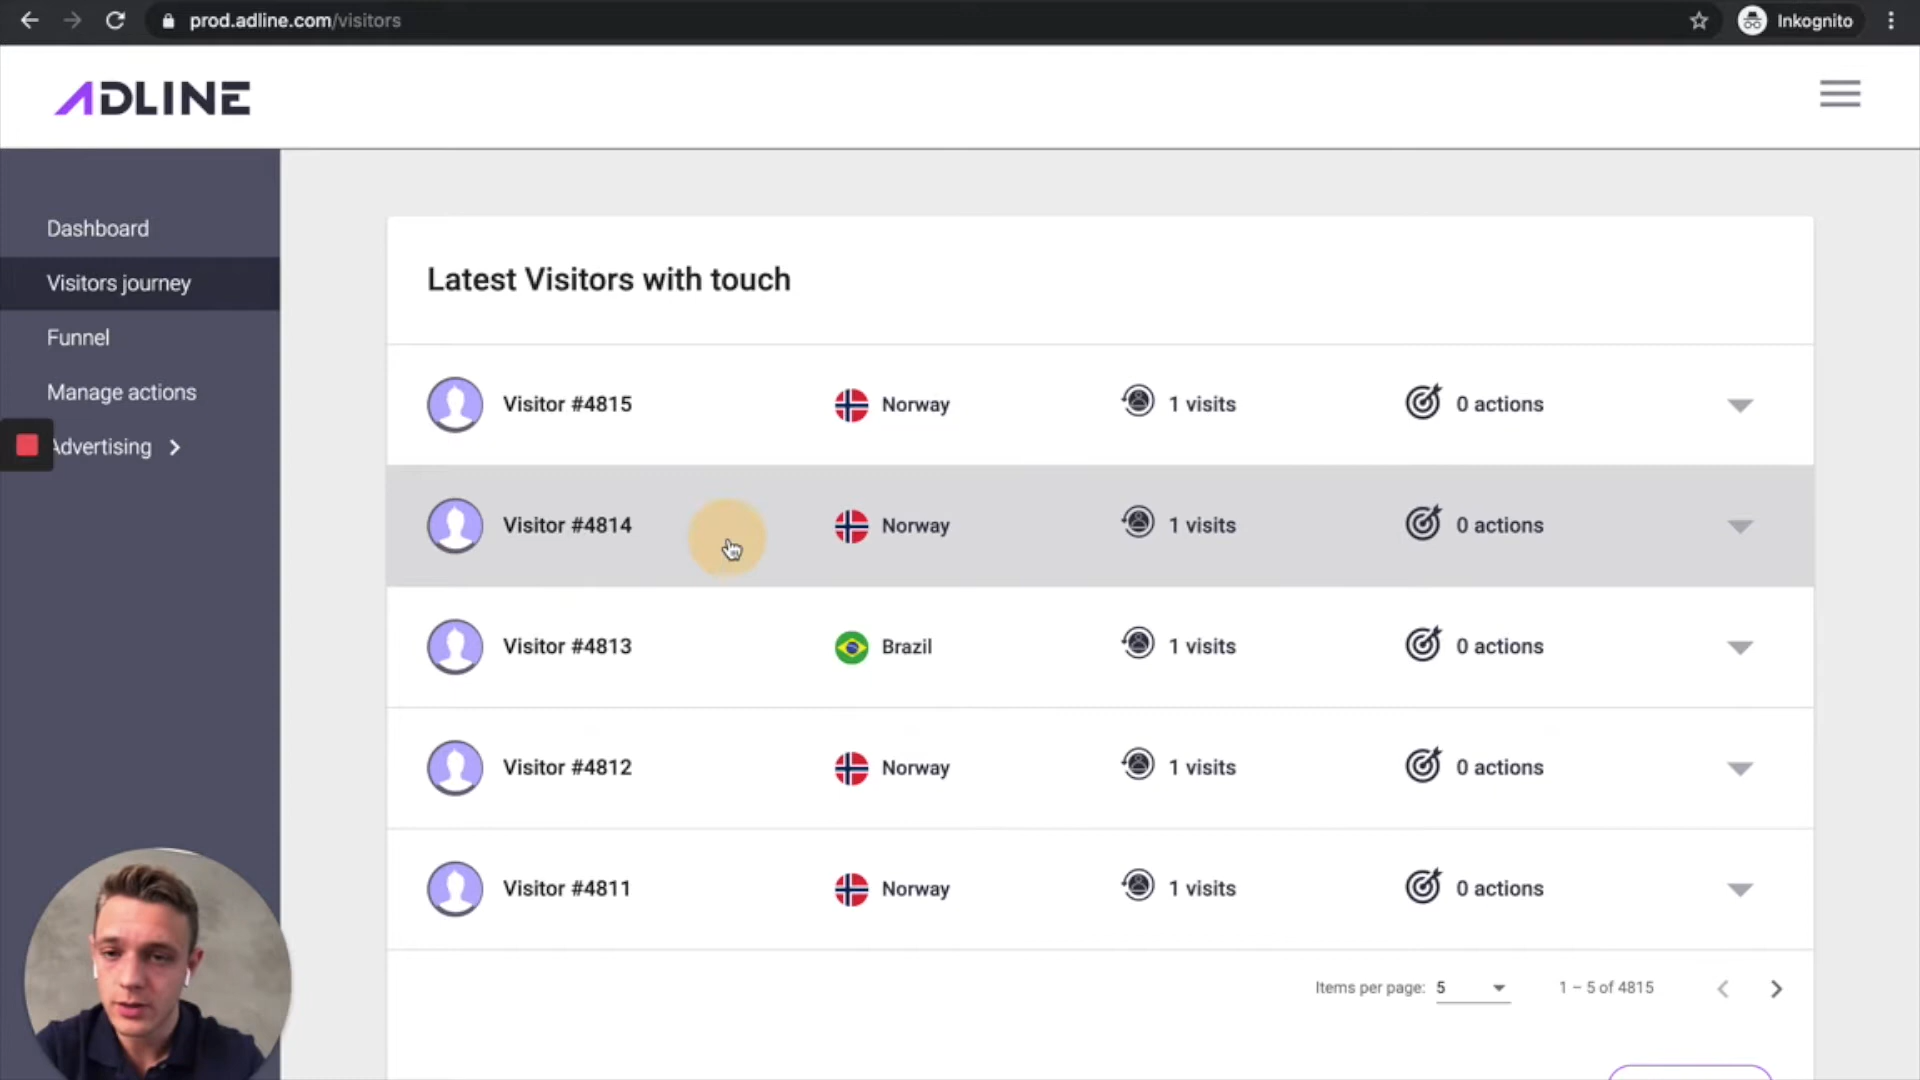 prod.adline.com/visitors
Inkognito
ADLINE
Dashboard
Visitors journey
Funnel
Manage actions
Advertising
Latest Visitors with touch
Visitor #4815 Norway 1 visits 0 actions
Visitor #4814 Norway 1 visits 0 actions
Visitor #4813 Brazil 1 visits 0 actions
Visitor #4812 Norway 1 visits 0 actions
Visitor #4811 Norway 1 visits 0 actions
Items per page: 5 1 – 5 of 4815